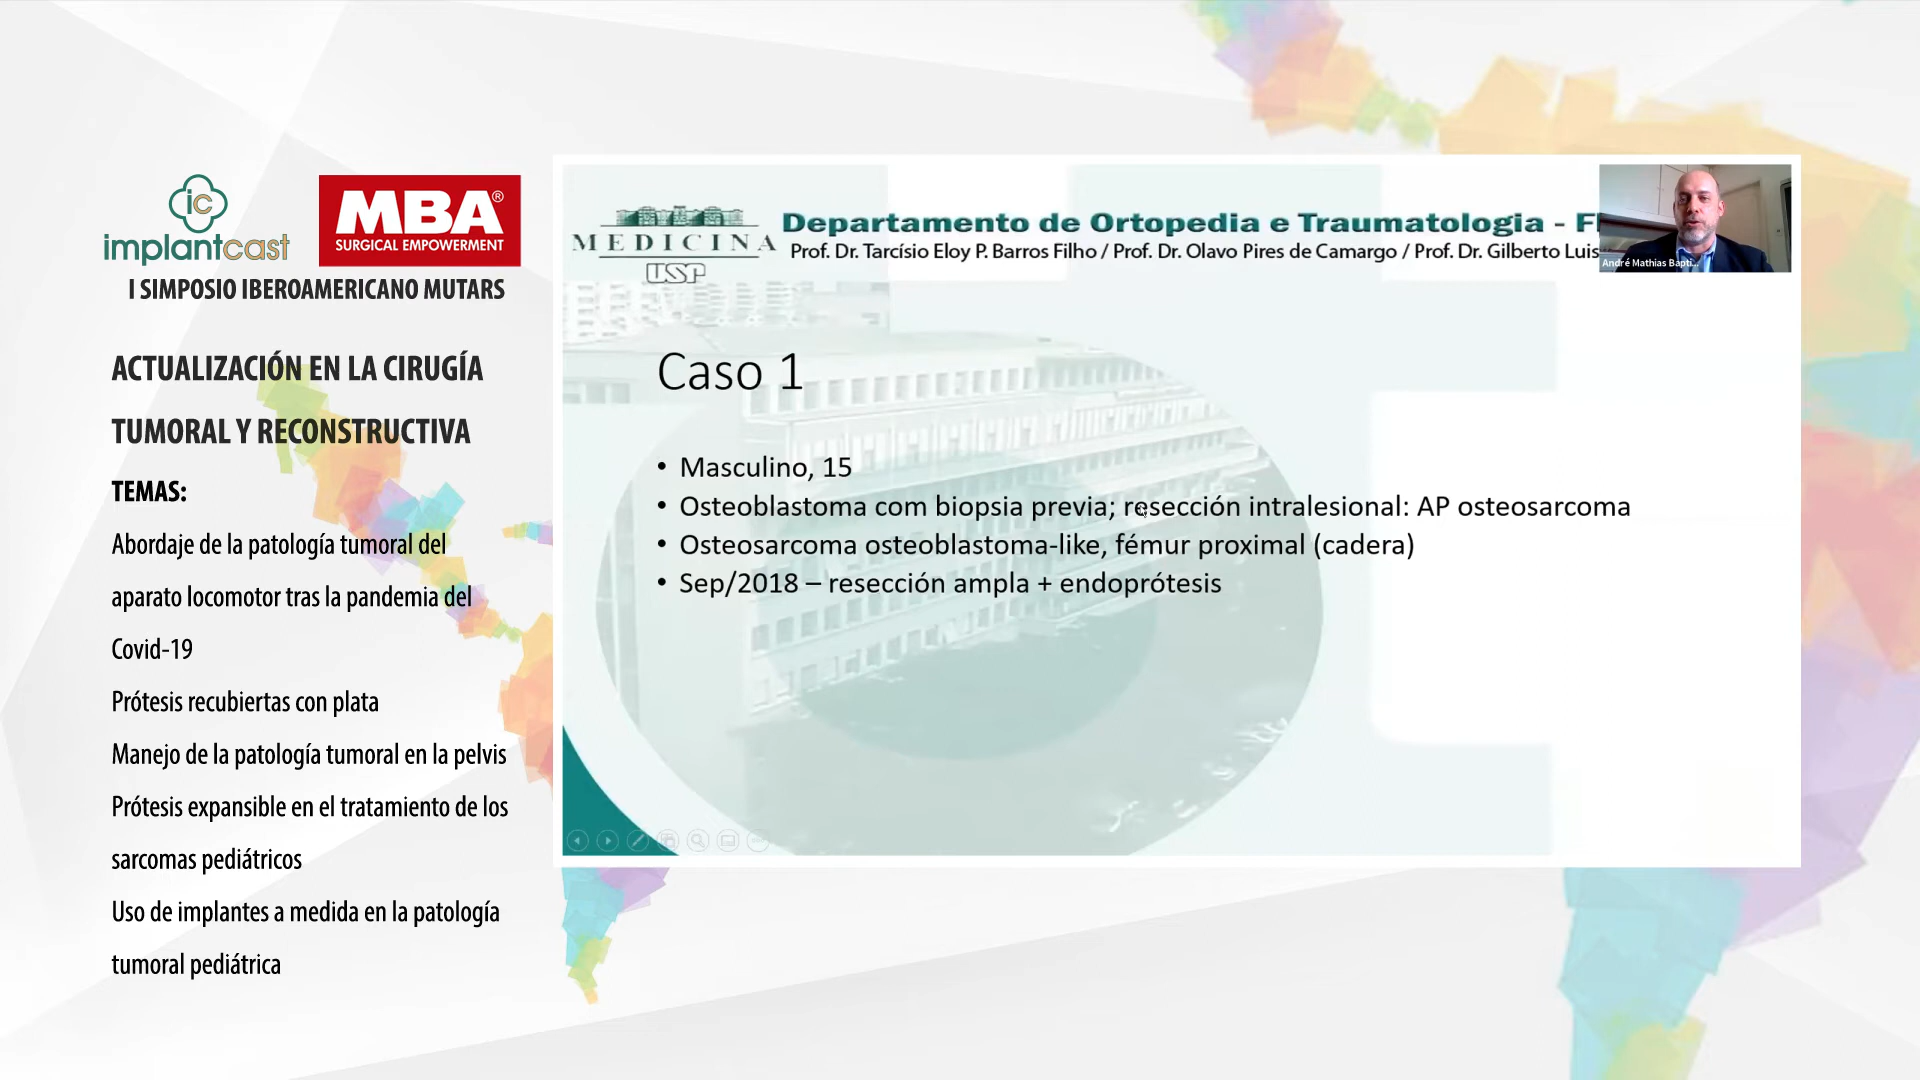 ic
implantcast
MBA®
SURGICAL EMPOWERMENT
I SIMPOSIO IBEROAMERICANO MUTARS
ACTUALIZACIÓN EN LA CIRUGÍA
TUMORAL Y RECONSTRUCTIVA
TEMAS:
Abordaje de la patología tumoral del
aparato locomotor tras la pandemia del
Covid-19
Prótesis recubiertas con plata
Manejo de la patología tumoral en la pelvis
Prótesis expansible en el tratamiento de los
sarcomas pediátricos
Uso de implantes a medida en la patología
tumoral pediátrica
MEDICINA
USP
Departamento de Ortopedia e Traumatologia -
Prof. Dr. Tarcísio Eloy P. Barros Filho / Prof. Dr. Olavo Pires de Camargo / Prof. Dr. Gilberto Luis
André Mathias Bapti...
Caso 1
• Masculino, 15
• Osteoblastoma com biopsia previa; resección intralesional: AP osteosarcoma
• Osteosarcoma osteoblastoma-like, fémur proximal (cadera)
• Sep/2018 – resección ampla + endoprótesis